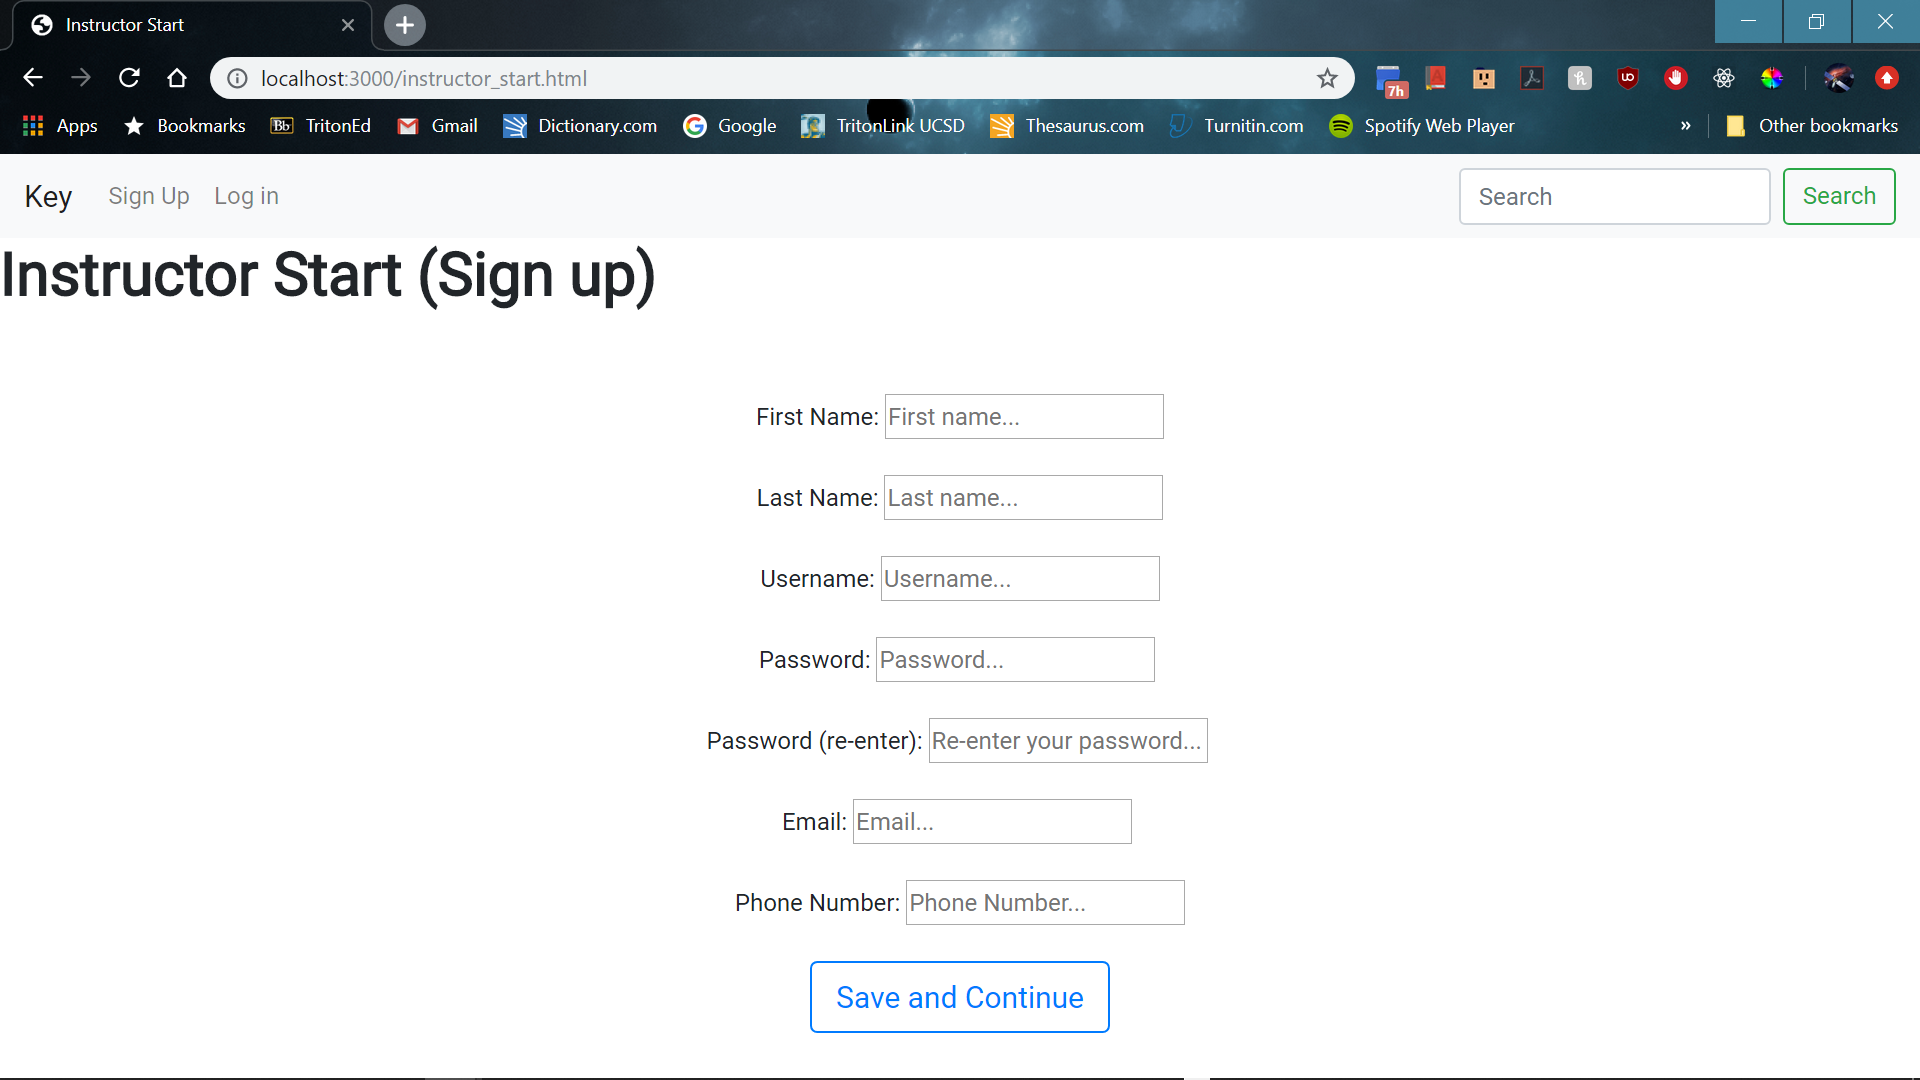 Instructor Start
localhost:3000/instructor_start.html
7h
Apps Bookmarks Bb TritonEd Gmail Dictionary.com Google TritonLink UCSD Thesaurus.com Turnitin.com Spotify Web Player » Other bookmarks
Key Sign Up Log in Search Search
Instructor Start (Sign up)
First Name: First name...
Last Name: Last name...
Username: Username...
Password: Password...
Password (re-enter): Re-enter your password...
Email: Email...
Phone Number: Phone Number...
Save and Continue